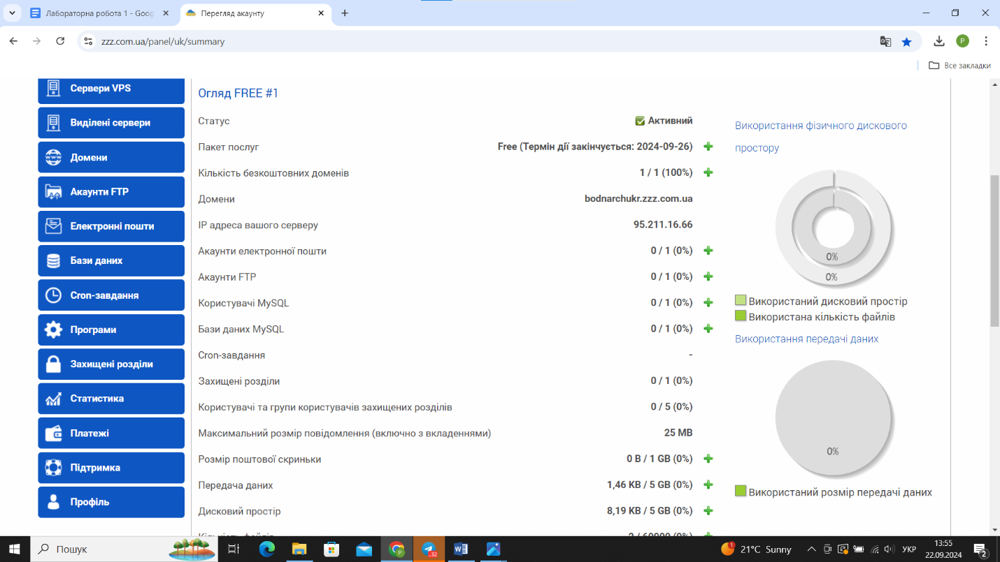 Лабораторна робота 1 - Goog
Перегляд акаунту
zzz.com.ua/panel/uk/summary
P
Все закладки
Сервери VPS
Виділені сервери
Домени
Акаунти FTP
Електронні пошти
Бази даних
Cron-завдання
Програми
Захищені розділи
Статистика
Платежі
Підтримка
Профіль
Огляд FREE #1
Статус Активний
Пакет послуг Free (Термін дії закінчується: 2024-09-26)
Кількість безкоштовних доменів 1 / 1 (100%)
Домени bodnarchukr.zzz.com.ua
IP адреса вашого серверу 95.211.16.66
Акаунти електронної пошти 0 / 1 (0%)
Акаунти FTP 0 / 1 (0%)
Користувачі MySQL 0 / 1 (0%)
Бази даних MySQL 0 / 1 (0%)
Cron-завдання -
Захищені розділи 0 / 1 (0%)
Користувачі та групи користувачів захищених розділів 0 / 5 (0%)
Максимальний розмір повідомлення (включно з вкладеннями) 25 MB
Розмір поштової скриньки 0 B / 1 GB (0%)
Передача даних 1,46 KB / 5 GB (0%)
Дисковий простір 8,19 KB / 5 GB (0%)
Використання фізичного дискового
простору
0%
0%
Використаний дисковий простір
Використана кількість файлів
Використання передачі даних
0%
Використаний розмір передачі даних
Пошук
21°C Sunny
УКР
13:55
22.09.2024